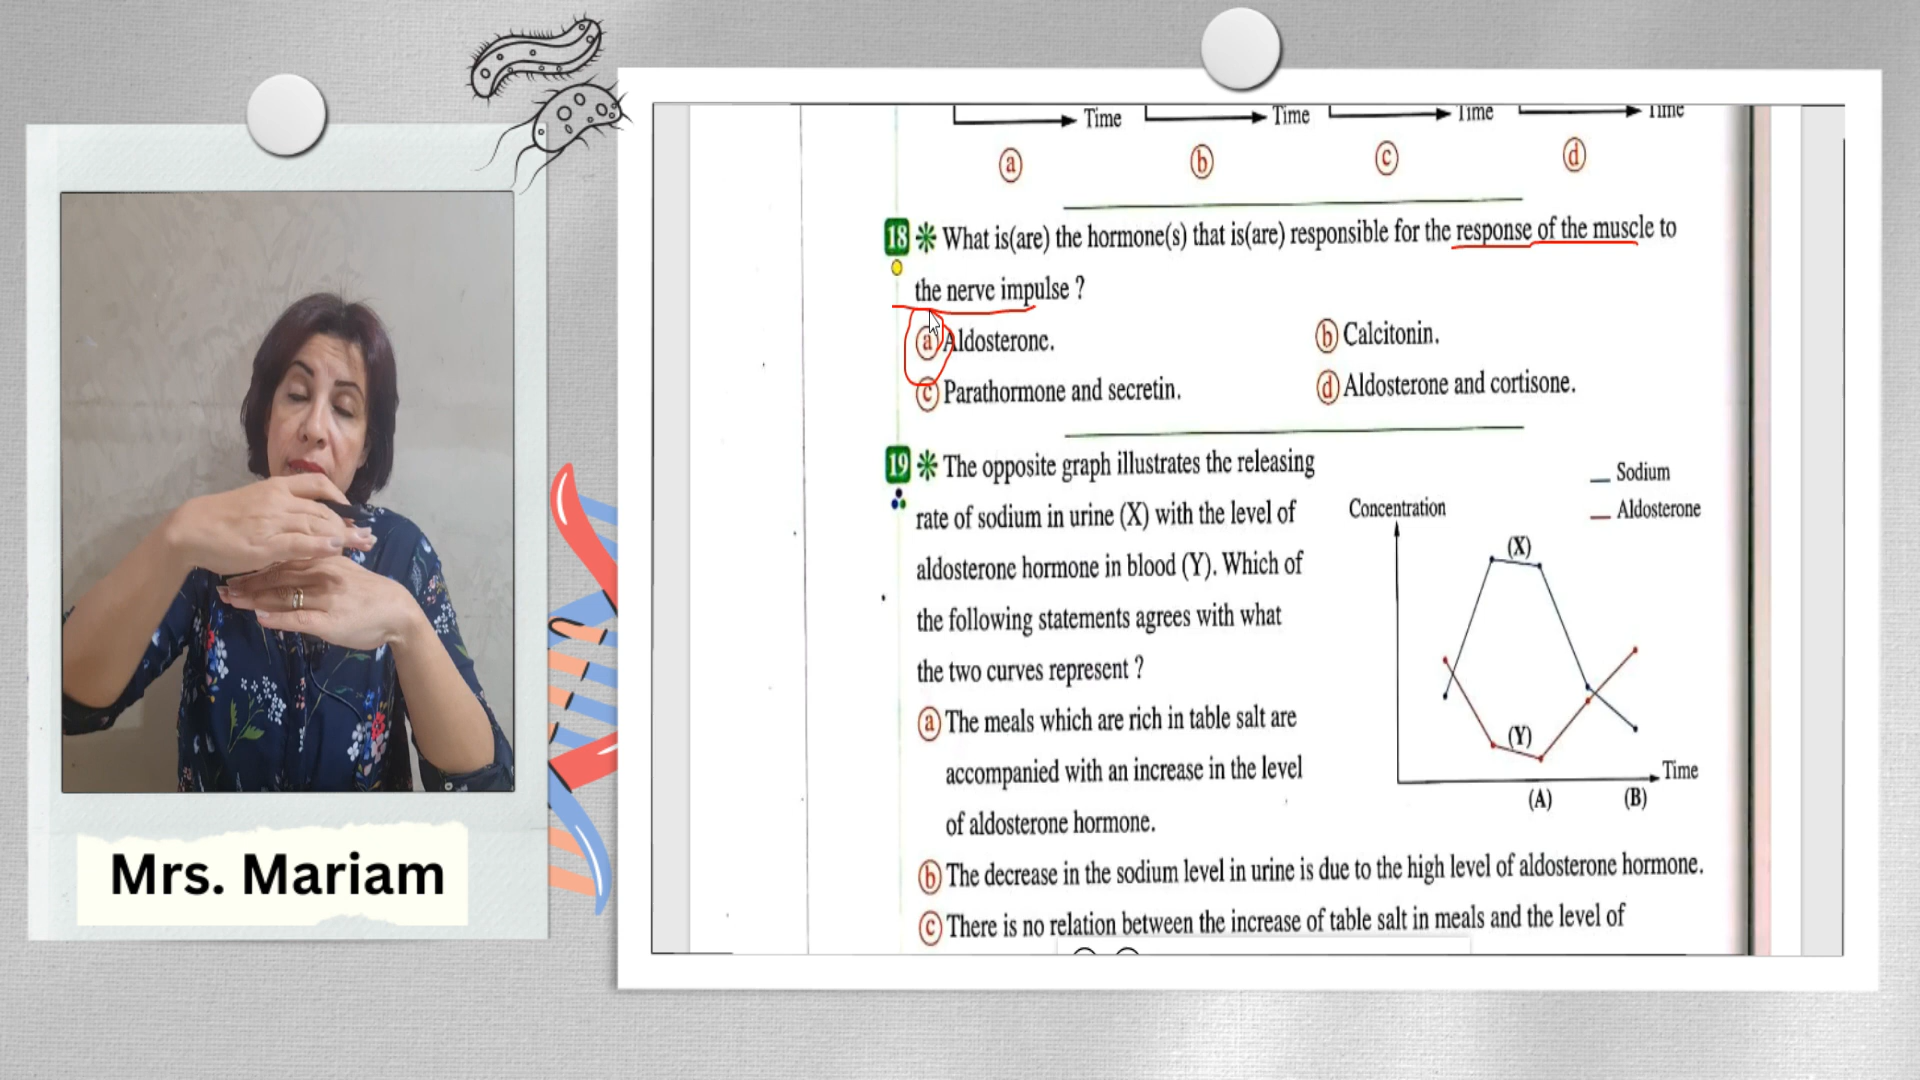 Time Time Time Time
a b c d
18 What is(are) the hormone(s) that is(are) responsible for the response of the muscle to
the nerve impulse ?
a Aldosterone.
b Calcitonin.
c Parathormone and secretin.
d Aldosterone and cortisone.
19 The opposite graph illustrates the releasing
rate of sodium in urine (X) with the level of
aldosterone hormone in blood (Y). Which of
the following statements agrees with what
the two curves represent ?
a The meals which are rich in table salt are
accompanied with an increase in the level
of aldosterone hormone.
b The decrease in the sodium level in urine is due to the high level of aldosterone hormone.
c There is no relation between the increase of table salt in meals and the level of
Sodium
Aldosterone
Concentration
(X)
(Y)
Time
(A) (B)
Mrs. Mariam